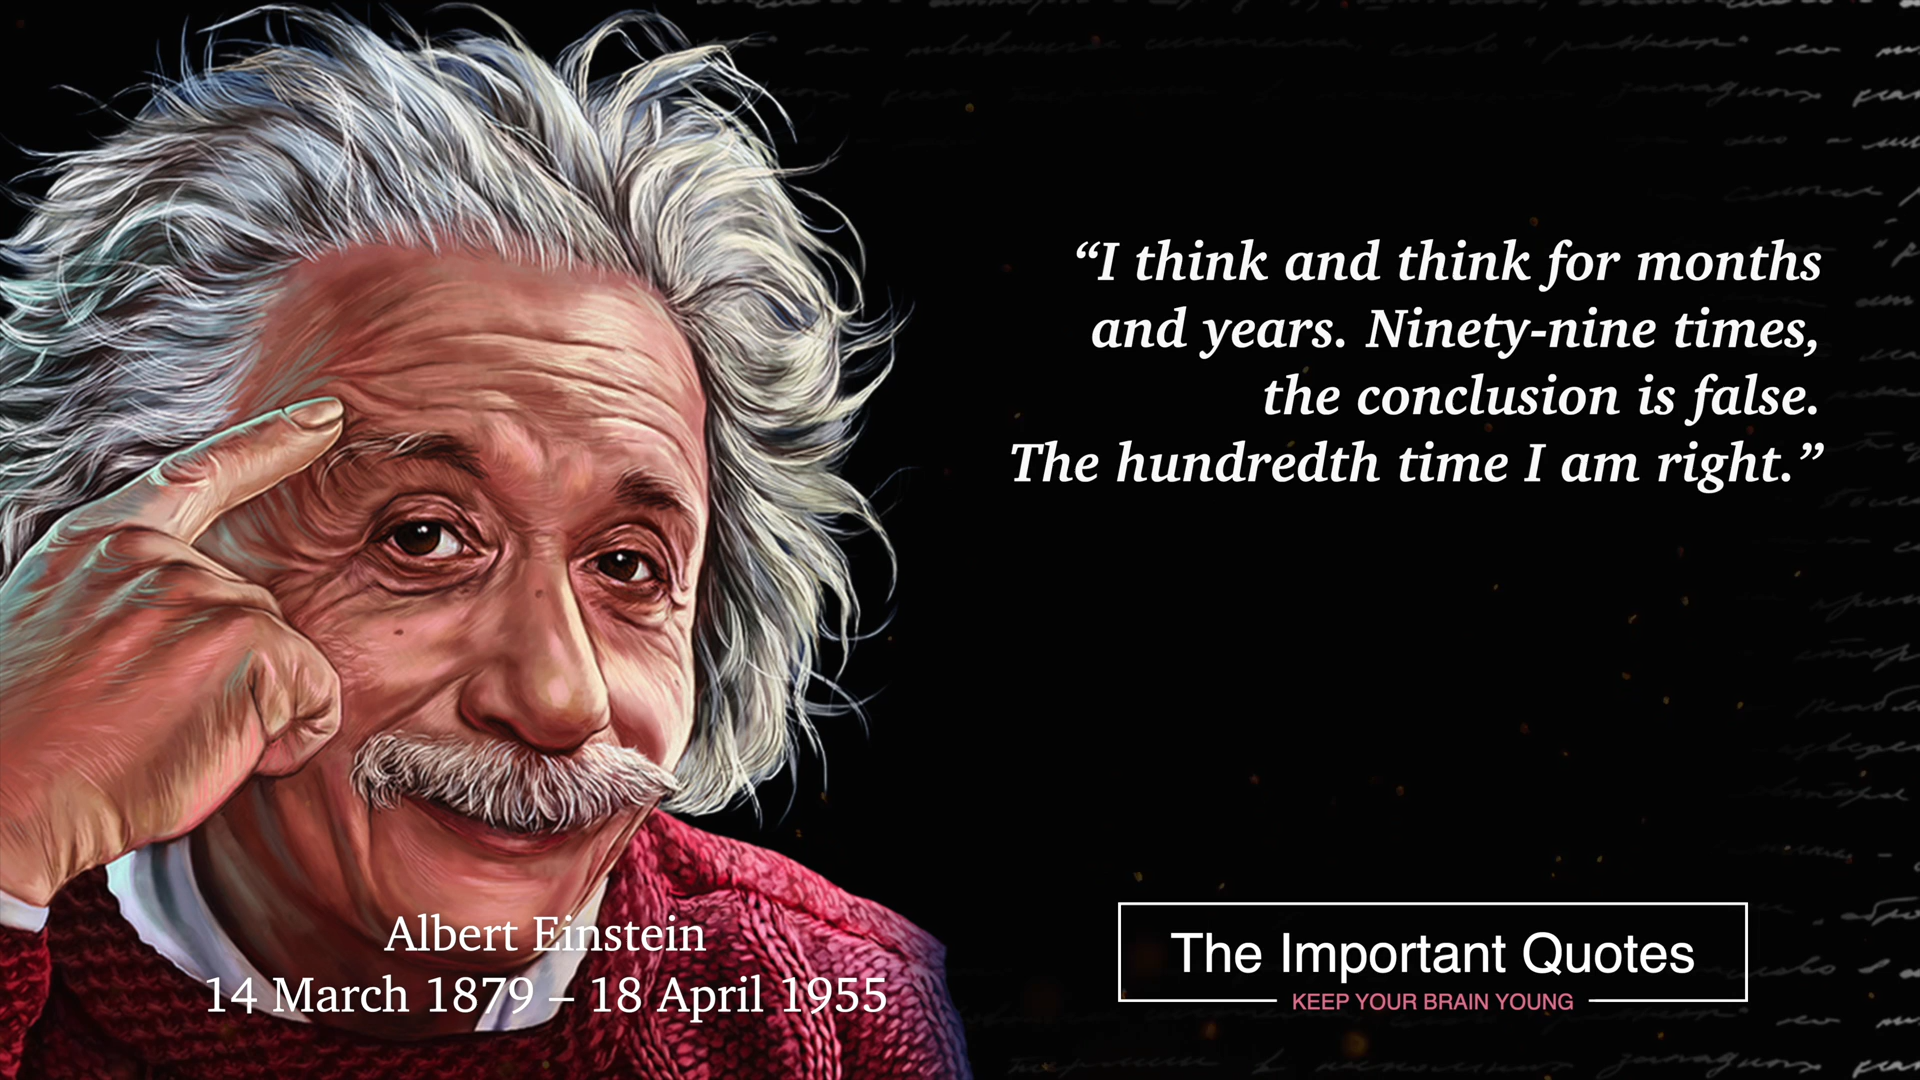 “I think and think for months
and years. Ninety-nine times,
the conclusion is false.
The hundredth time I am right.”
Albert Einstein
14 March 1879 – 18 April 1955
The Important Quotes
KEEP YOUR BRAIN YOUNG